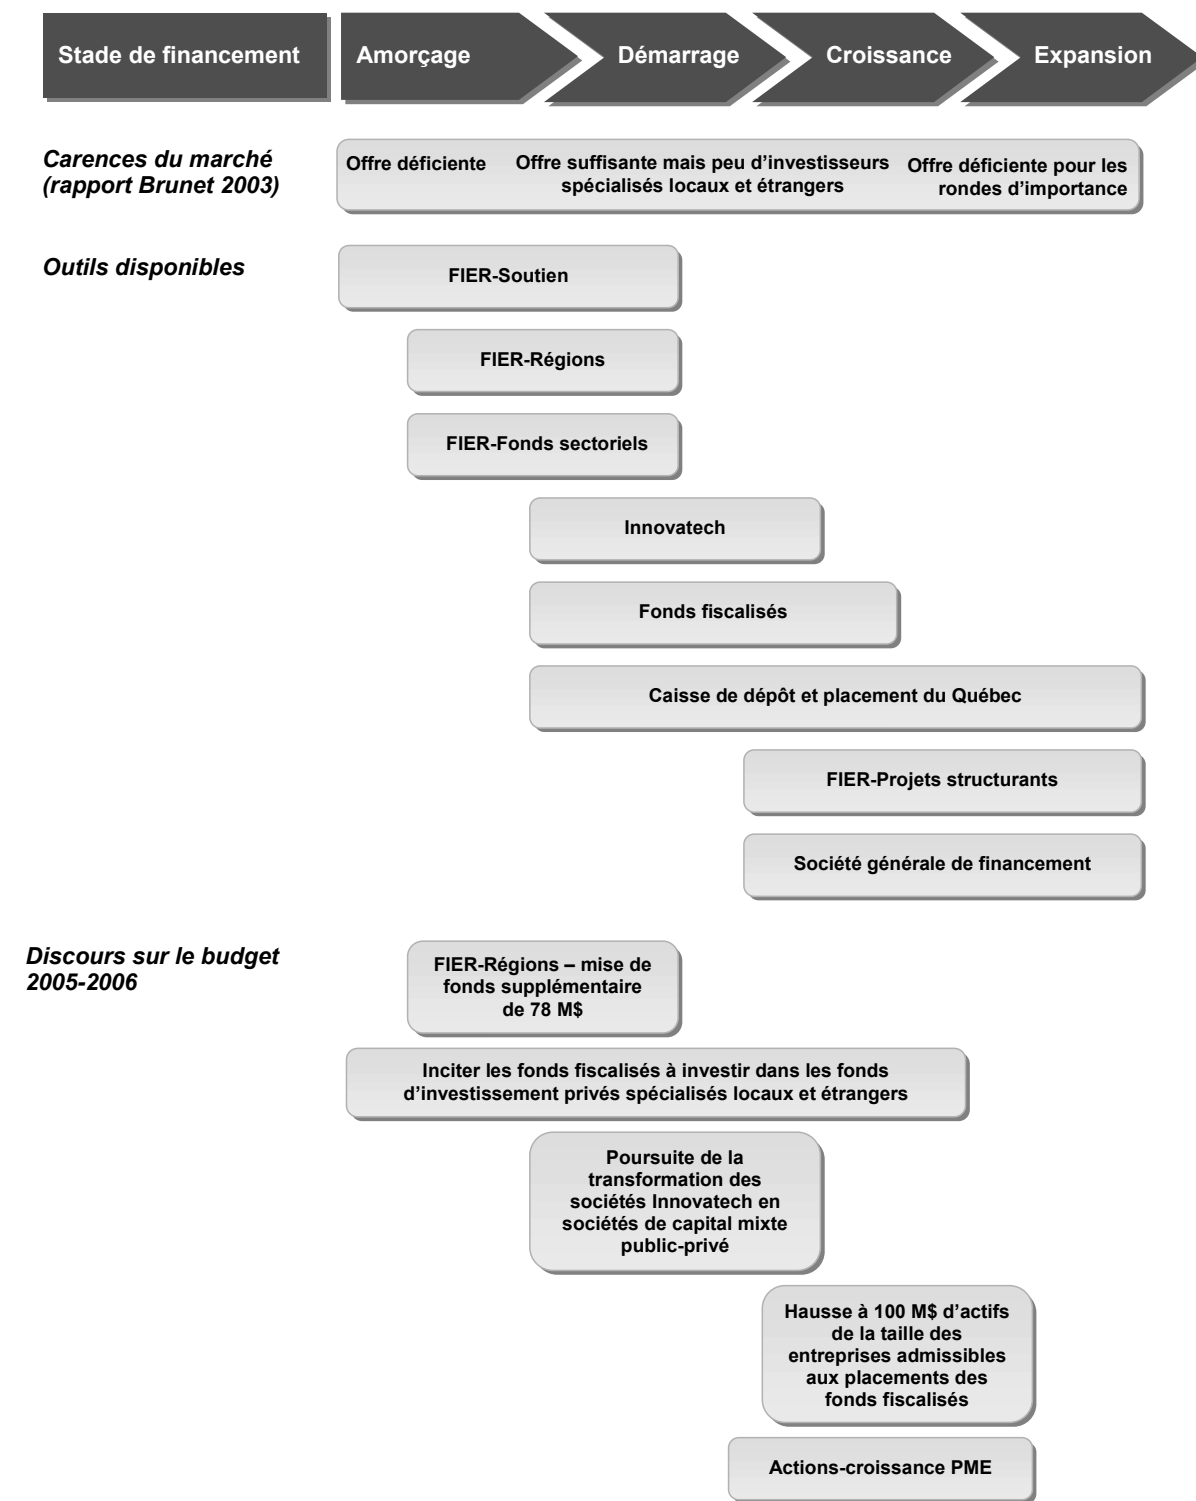 Stade de financement
Amorçage
Démarrage
Croissance
Expansion
Carences du marché
(rapport Brunet 2003)
Offre déficiente
Offre suffisante mais peu d’investisseurs
spécialisés locaux et étrangers
Offre déficiente pour les
rondes d’importance
Outils disponibles
FIER-Soutien
FIER-Régions
FIER-Fonds sectoriels
Innovatech
Fonds fiscalisés
Caisse de dépôt et placement du Québec
FIER-Projets structurants
Société générale de financement
Discours sur le budget
2005-2006
FIER-Régions – mise de
fonds supplémentaire
de 78 M$
Inciter les fonds fiscalisés à investir dans les fonds
d’investissement privés spécialisés locaux et étrangers
Poursuite de la
transformation des
sociétés Innovatech en
sociétés de capital mixte
public-privé
Hausse à 100 M$ d’actifs
de la taille des
entreprises admissibles
aux placements des
fonds fiscalisés
Actions-croissance PME